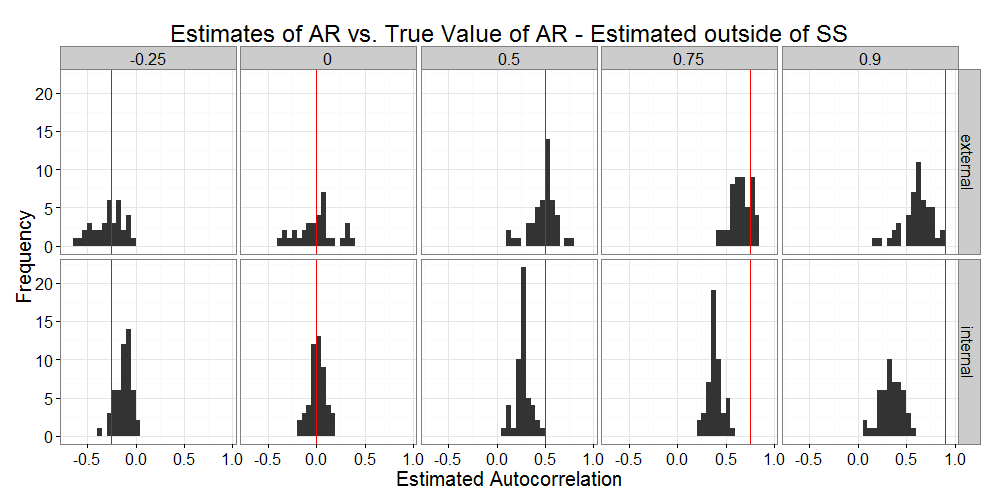 Estimates of AR vs. True Value of AR - Estimated outside of SS
-0.25 0 0.5 0.75 0.9
20
15
10
5
0
external
Frequency
20
15
10
5
0
internal
-0.5 0.0 0.5 1.0 -0.5 0.0 0.5 1.0 -0.5 0.0 0.5 1.0 -0.5 0.0 0.5 1.0 -0.5 0.0 0.5 1.0
Estimated Autocorrelation